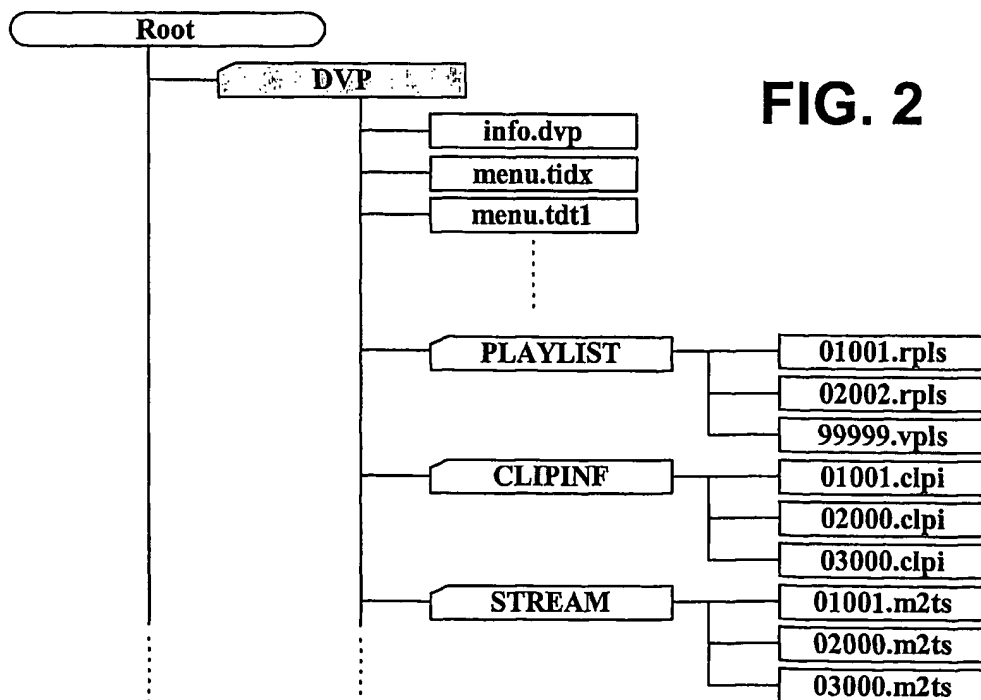 Root
DVP
FIG. 2
info.dvp
menu.tidx
menu.tdt1
PLAYLIST
01001.rpls
02002.rpls
99999.vpls
CLIPINF
01001.clpi
02000.clpi
03000.clpi
STREAM
01001.m2ts
02000.m2ts
03000.m2ts